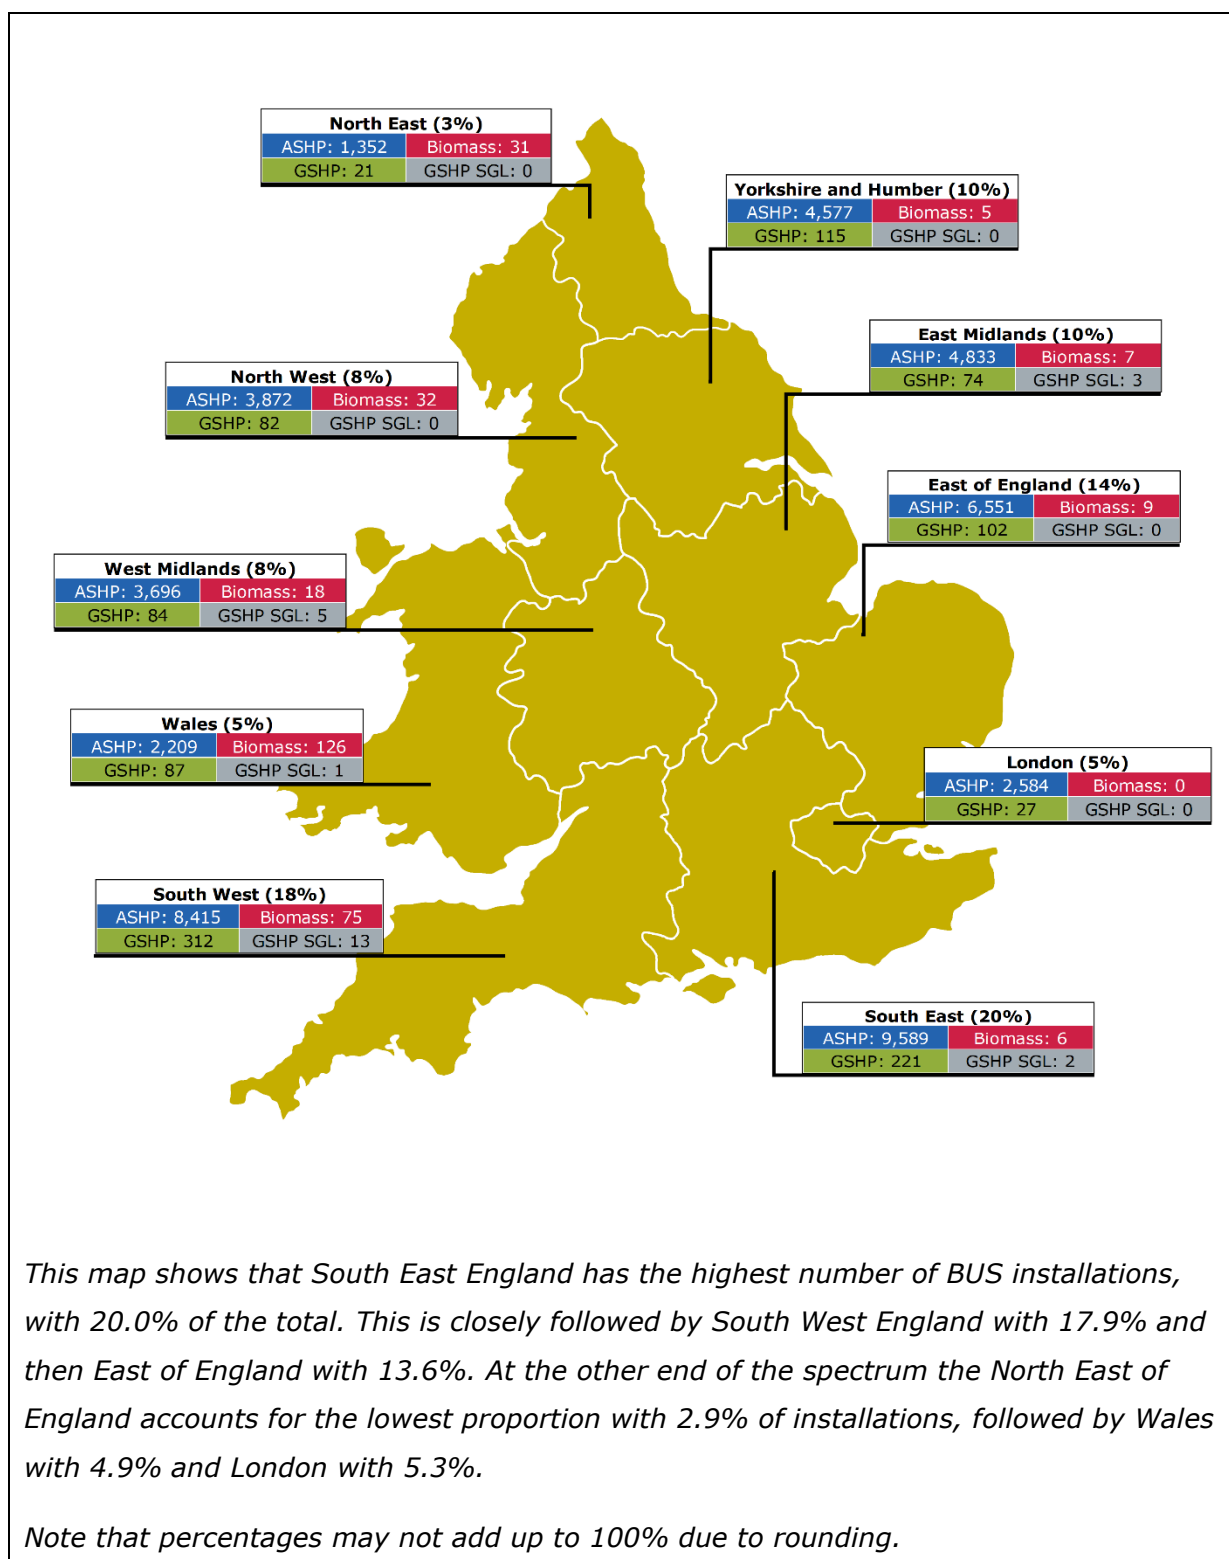 North East (3%)
ASHP: 1,352 Biomass: 31
GSHP: 21 GSHP SGL: 0
Yorkshire and Humber (10%)
ASHP: 4,577 Biomass: 5
GSHP: 115 GSHP SGL: 0
East Midlands (10%)
ASHP: 4,833 Biomass: 7
GSHP: 74 GSHP SGL: 3
North West (8%)
ASHP: 3,872 Biomass: 32
GSHP: 82 GSHP SGL: 0
East of England (14%)
ASHP: 6,551 Biomass: 9
GSHP: 102 GSHP SGL: 0
West Midlands (8%)
ASHP: 3,696 Biomass: 18
GSHP: 84 GSHP SGL: 5
Wales (5%)
ASHP: 2,209 Biomass: 126
GSHP: 87 GSHP SGL: 1
London (5%)
ASHP: 2,584 Biomass: 0
GSHP: 27 GSHP SGL: 0
South West (18%)
ASHP: 8,415 Biomass: 75
GSHP: 312 GSHP SGL: 13
South East (20%)
ASHP: 9,589 Biomass: 6
GSHP: 221 GSHP SGL: 2
This map shows that South East England has the highest number of BUS installations,
with 20.0% of the total. This is closely followed by South West England with 17.9% and
then East of England with 13.6%. At the other end of the spectrum the North East of
England accounts for the lowest proportion with 2.9% of installations, followed by Wales
with 4.9% and London with 5.3%.
Note that percentages may not add up to 100% due to rounding.